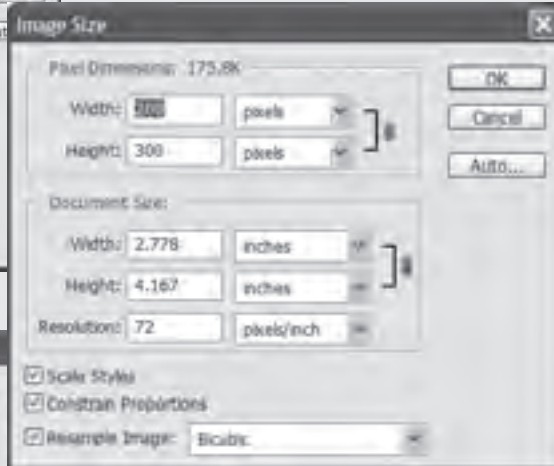 Image Size
Pixel Dimensions: 175.8K
Width: 200 pixels
Height: 300 pixels
OK
Cancel
Auto...
Document Size:
Width: 2.778 inches
Height: 4.167 inches
Resolution: 72 pixels/inch
Scale Styles
Constrain Proportions
Resample Image: Bicubic